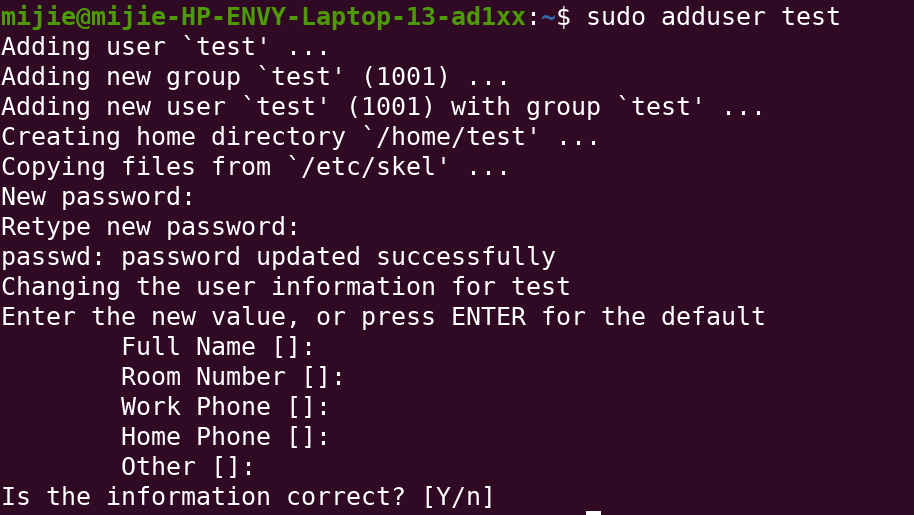 mijie@mijie-HP-ENVY-Laptop-13-ad1xx:~$ sudo adduser test
Adding user `test' ...
Adding new group `test' (1001) ...
Adding new user `test' (1001) with group `test' ...
Creating home directory `/home/test' ...
Copying files from `/etc/skel' ...
New password:
Retype new password:
passwd: password updated successfully
Changing the user information for test
Enter the new value, or press ENTER for the default
        Full Name []:
        Room Number []:
        Work Phone []:
        Home Phone []:
        Other []:
Is the information correct? [Y/n]